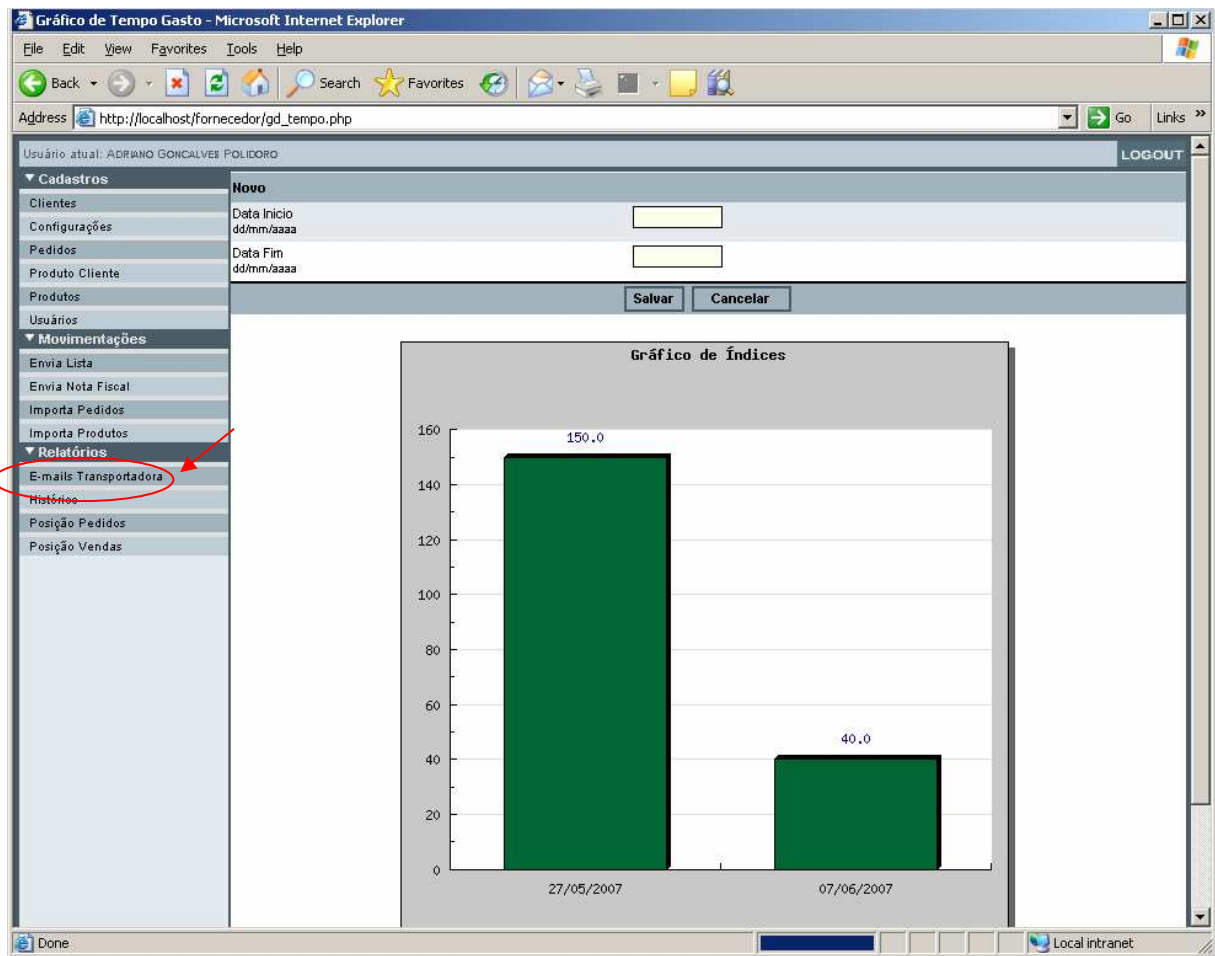 Gráfico de Tempo Gasto - Microsoft Internet Explorer
File Edit View Favorites Tools Help
Back Search Favorites
Address http://localhost/fornecedor/gd_tempo.php Go Links »
Usuário atual: ADRIANO GONCALVES POLIDORO LOGOUT
Cadastros
Clientes
Configurações
Pedidos
Produto Cliente
Produtos
Usuários
Movimentações
Envia Lista
Envia Nota Fiscal
Importa Pedidos
Importa Produtos
Relatórios
E-mails Transportadora
Histórico
Posição Pedidos
Posição Vendas
Novo
Data Inicio
dd/mm/aaaa
Data Fim
dd/mm/aaaa
Salvar Cancelar
Gráfico de Índices
160
150.0
140
120
100
80
60
40.0
40
20
0
27/05/2007 07/06/2007
Done Local intranet